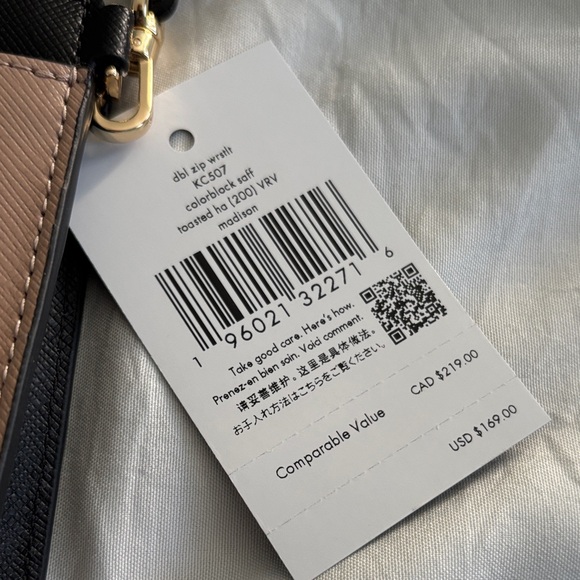 dbl zip wrstlt
KC507
colorblock saff
toasted ha (200) VRV
madison
1 96021 32271 6
Take good care. Here's how.
Prenez-en bien soin. Void comment.
请妥善维护。这里是具体做法。
お手入れ方法はこちらをご覧ください。
Comparable Value
CAD $219.00
USD $169.00